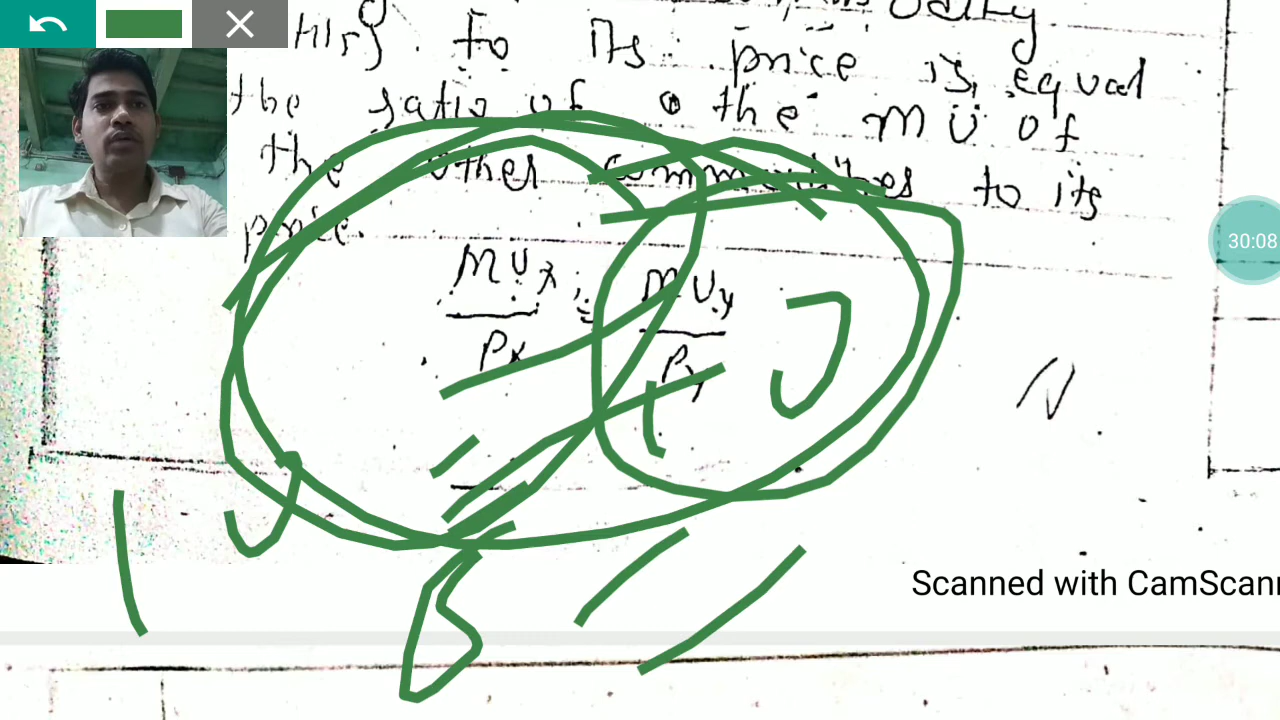 to its price is equal
the ratio of the MU of
the other commodities to its
price.
MUx = MUy
Px Py
N
30:08
Scanned with CamScan